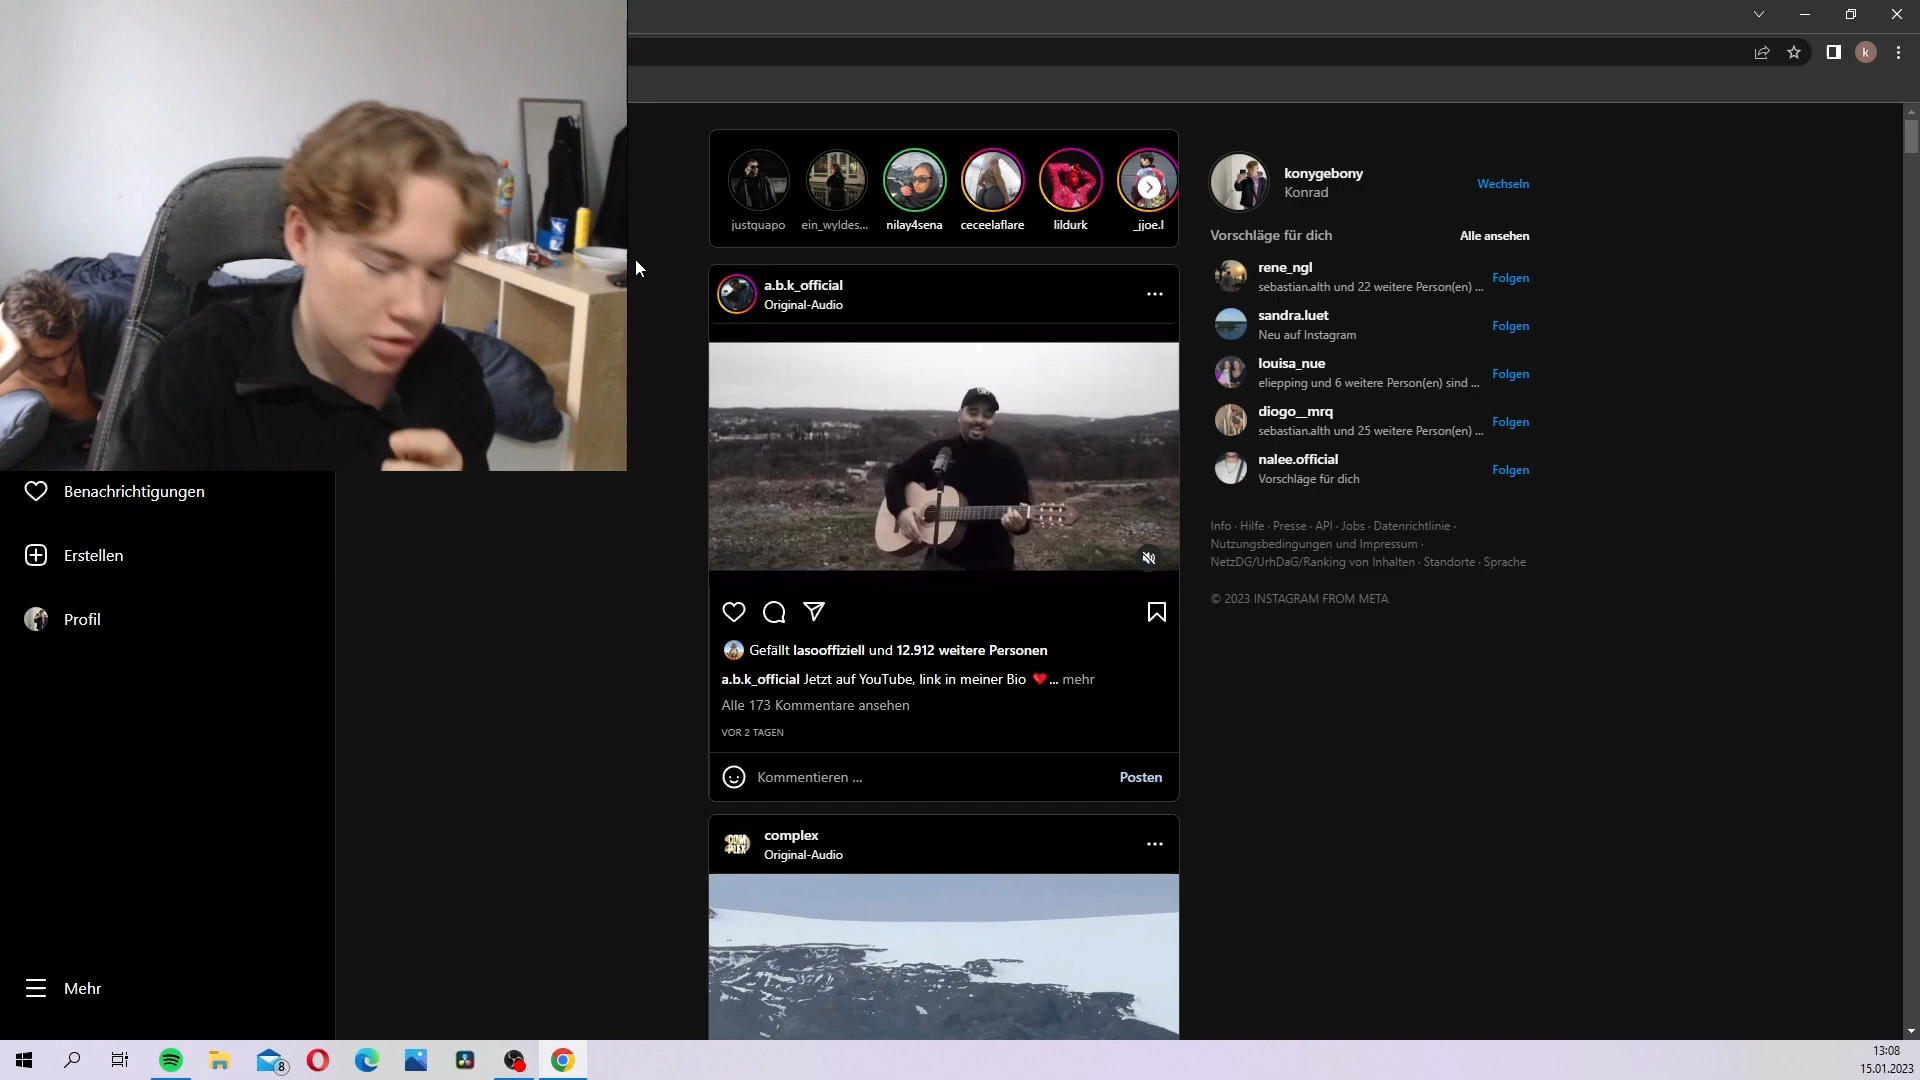 k
justquapo
ein_wyldes...
nilay4sena
ceceelaflare
lildurk
_jjoe.l
konygebony
Konrad
Wechseln
Vorschläge für dich
Alle ansehen
rene_ngl
sebastian.alth und 22 weitere Person(en) ...
Folgen
sandra.luet
Neu auf Instagram
Folgen
louisa_nue
eliepping und 6 weitere Person(en) sind ...
Folgen
diogo__mrq
sebastian.alth und 25 weitere Person(en) ...
Folgen
nalee.official
Vorschläge für dich
Folgen
Info · Hilfe · Presse · API · Jobs · Datenrichtlinie ·
Nutzungsbedingungen und Impressum ·
NetzDG/UrhDaG/Ranking von Inhalten · Standorte · Sprache
© 2023 INSTAGRAM FROM META
a.b.k_official
Original-Audio
Gefällt lasooffiziell und 12.912 weitere Personen
a.b.k_official Jetzt auf YouTube, link in meiner Bio ❤️... mehr
Alle 173 Kommentare ansehen
VOR 2 TAGEN
Kommentieren ...
Posten
complex
Original-Audio
COM
PLEX
Benachrichtigungen
Erstellen
Profil
Mehr
8
13:08
15.01.2023